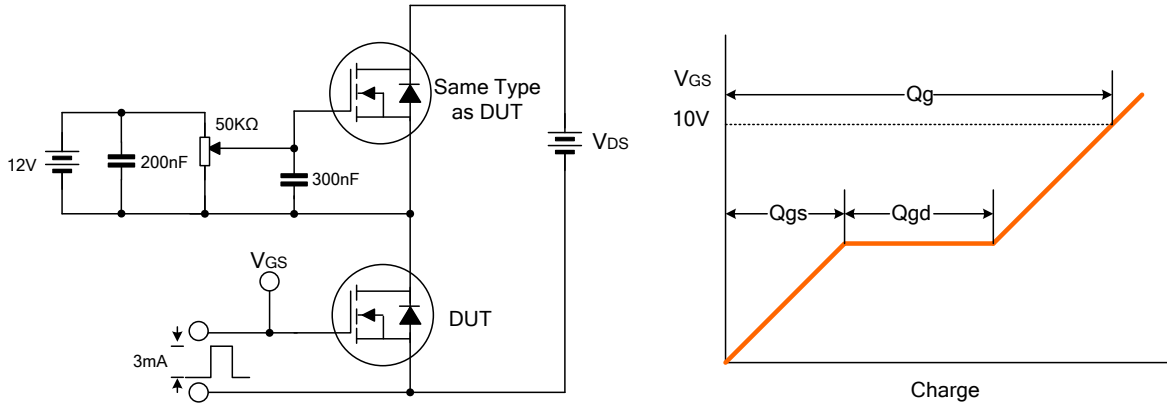 Same Type
as DUT
50KΩ
12V
200nF
300nF
VDS
VGS
DUT
3mA
VGS
10V
Qg
Qgs
Qgd
Charge